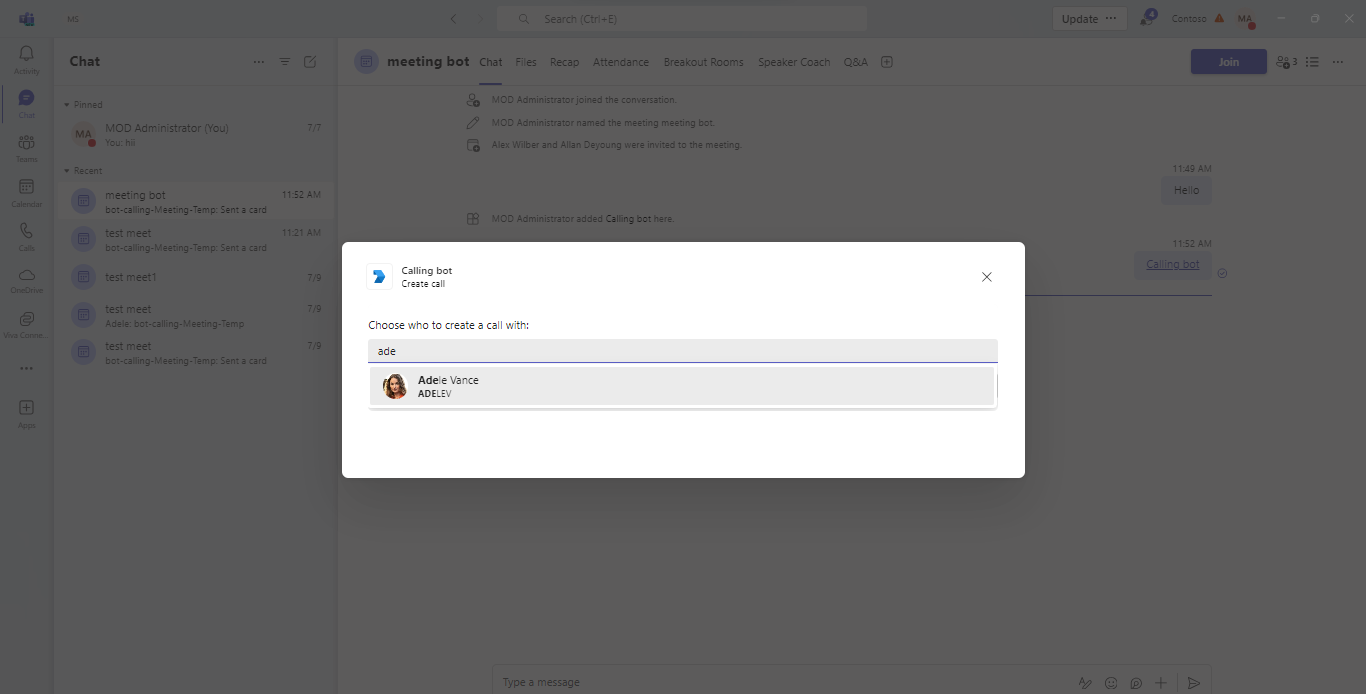 MS
Search (Ctrl+E)
Update ···
4
Contoso
MA
Activity
Chat
Teams
Calendar
Calls
OneDrive
Viva Conne...
Apps
Chat
Pinned
MA
MOD Administrator (You)
7/7
You: hii
Recent
meeting bot
11:52 AM
bot-calling-Meeting-Temp: Sent a card
test meet
11:21 AM
bot-calling-Meeting-Temp: Sent a card
test meet1
7/9
test meet
7/9
Adele: bot-calling-Meeting-Temp
test meet
7/9
bot-calling-Meeting-Temp: Sent a card
meeting bot
Chat Files Recap Attendance Breakout Rooms Speaker Coach Q&A
Join
3
MOD Administrator joined the conversation.
MOD Administrator named the meeting meeting bot.
Alex Wilber and Allan Deyoung were invited to the meeting.
11:49 AM
Hello
MOD Administrator added Calling bot here.
11:52 AM
Calling bot
Calling bot
Create call
Choose who to create a call with:
ade
Adele Vance
ADELEV
Type a message